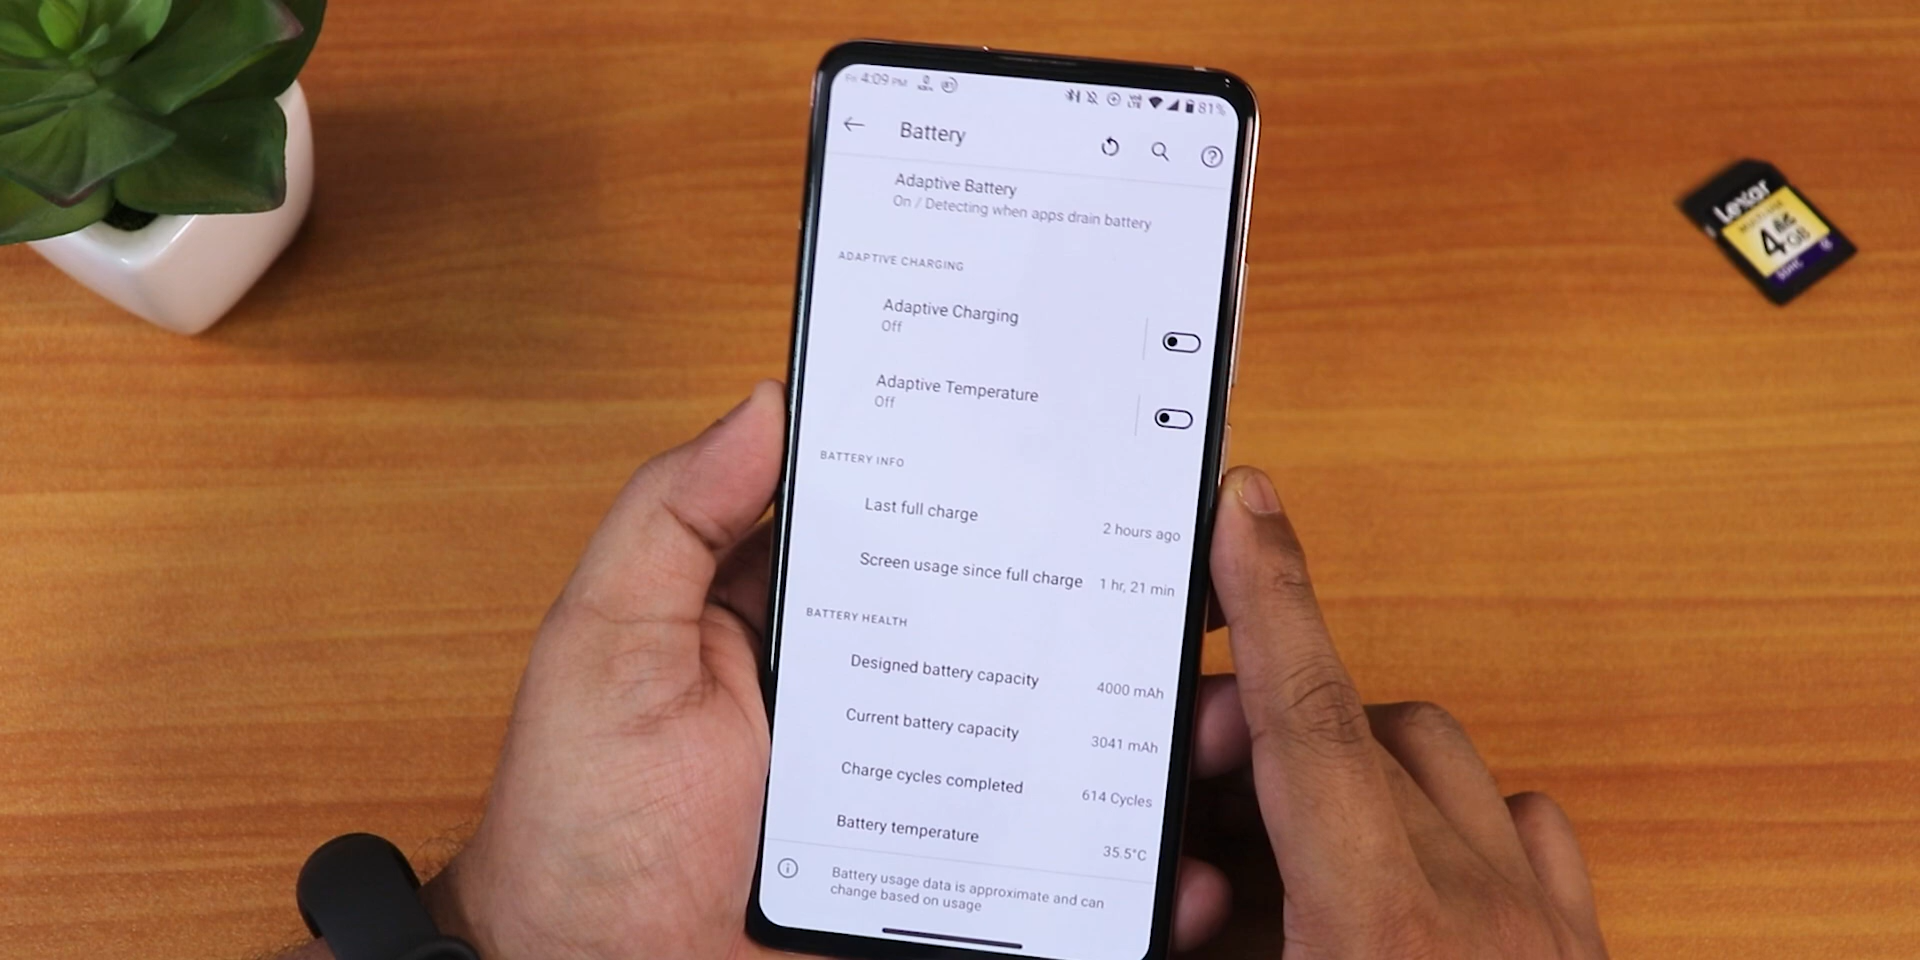 Fri 4:09 PM
81%
Battery
Adaptive Battery
On / Detecting when apps drain battery
ADAPTIVE CHARGING
Adaptive Charging
Off
Adaptive Temperature
Off
BATTERY INFO
Last full charge
2 hours ago
Screen usage since full charge
1 hr, 21 min
BATTERY HEALTH
Designed battery capacity
4000 mAh
Current battery capacity
3041 mAh
Charge cycles completed
614 Cycles
Battery temperature
35.5°C
Battery usage data is approximate and can
change based on usage
Lexar
4GB